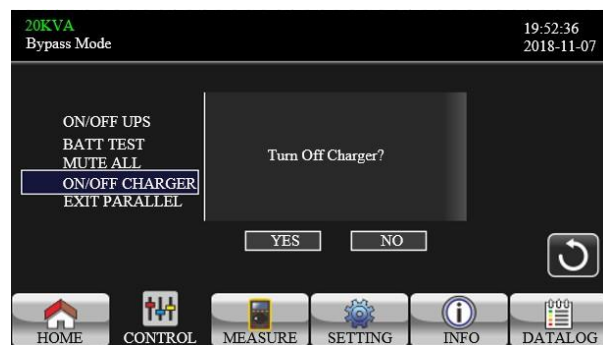 20KVA
Bypass Mode
19:52:36
2018-11-07
ON/OFF UPS
BATT TEST
MUTE ALL
ON/OFF CHARGER
EXIT PARALLEL
Turn Off Charger?
YES NO
HOME CONTROL MEASURE SETTING INFO DATALOG